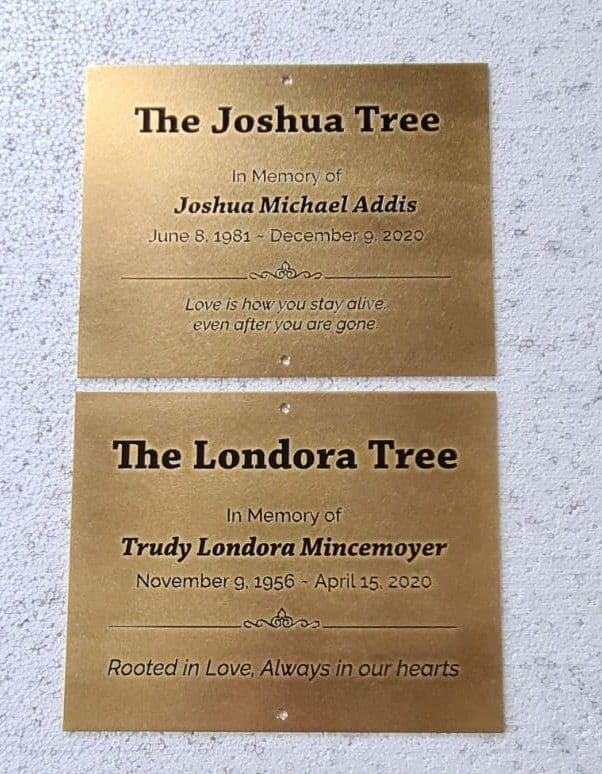 The Joshua Tree
In Memory of
Joshua Michael Addis
June 8, 1981 ~ December 9, 2020
Love is how you stay alive,
even after you are gone
The Londora Tree
In Memory of
Trudy Londora Mincemoyer
November 9, 1956 ~ April 15, 2020
Rooted in Love, Always in our hearts